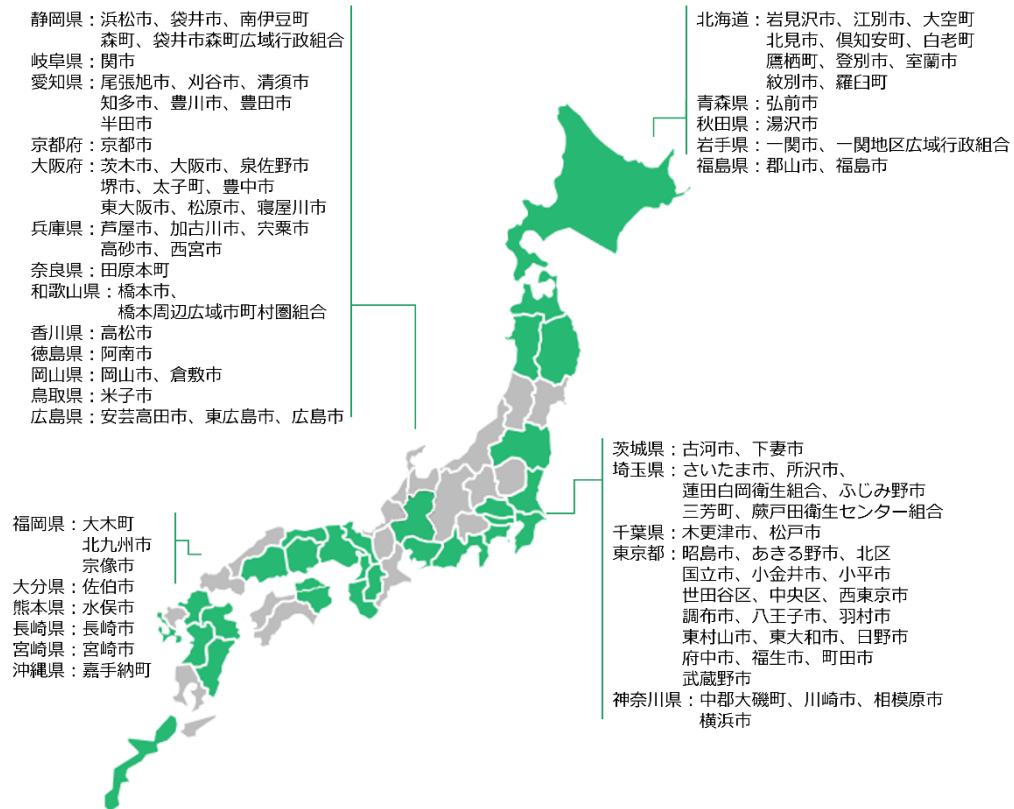 静岡県：浜松市、袋井市、南伊豆町
森町、袋井市森町広域行政組合
岐阜県：関市
愛知県：尾張旭市、刈谷市、清須市
知多市、豊川市、豊田市
半田市
京都府：京都市
大阪府：茨木市、大阪市、泉佐野市
堺市、太子町、豊中市
東大阪市、松原市、寝屋川市
兵庫県：芦屋市、加古川市、宍粟市
高砂市、西宮市
奈良県：田原本町
和歌山県：橋本市、
橋本周辺広域市町村圏組合
香川県：高松市
徳島県：阿南市
岡山県：岡山市、倉敷市
鳥取県：米子市
広島県：安芸高田市、東広島市、広島市
北海道：岩見沢市、江別市、大空町
北見市、倶知安町、白老町
鷹栖町、登別市、室蘭市
紋別市、羅臼町
青森県：弘前市
秋田県：湯沢市
岩手県：一関市、一関地区広域行政組合
福島県：郡山市、福島市
茨城県：古河市、下妻市
埼玉県：さいたま市、所沢市、
蓮田白岡衛生組合、ふじみ野市
三芳町、蕨戸田衛生センター組合
千葉県：木更津市、松戸市
東京都：昭島市、あきる野市、北区
国立市、小金井市、小平市
世田谷区、中央区、西東京市
調布市、八王子市、羽村市
東村山市、東大和市、日野市
府中市、福生市、町田市
武蔵野市
神奈川県：中郡大磯町、川崎市、相模原市
横浜市
福岡県：大木町
北九州市
宗像市
大分県：佐伯市
熊本県：水俣市
長崎県：長崎市
宮崎県：宮崎市
沖縄県：嘉手納町